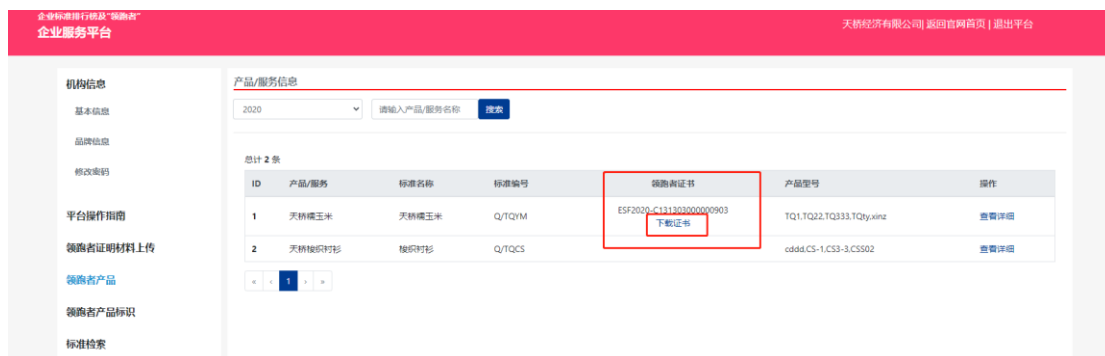 企业标准排行榜及“领跑者”
企业服务平台
天桥经济有限公司| 返回官网首页 | 退出平台
机构信息
基本信息
品牌信息
修改密码
平台操作指南
领跑者证明材料上传
领跑者产品
领跑者产品标识
标准检索
产品/服务信息
2020 请输入产品/服务名称 搜索
总计 2 条
ID 产品/服务 标准名称 标准编号 领跑者证书 产品型号 操作
1 天桥糯玉米 天桥糯玉米 Q/TQYM ESF2020-C131303000000903 TQ1,TQ22,TQ333,TQty,xinz 查看详细
下载证书
2 天桥梭织衬衫 梭织衬衫 Q/TQCS cddd,CS-1,CS3-3,CSS02 查看详细
« ‹ 1 › »